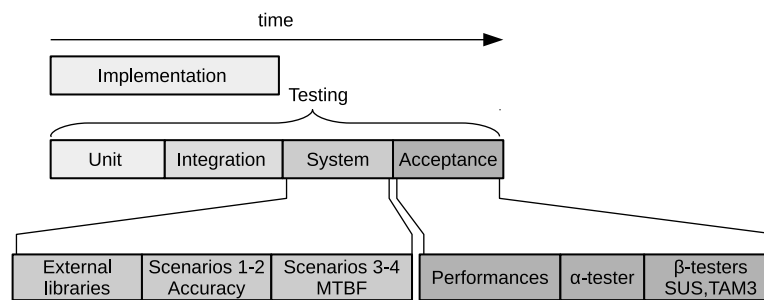 time
Implementation
Testing
Unit
Integration
System
Acceptance
External
libraries
Scenarios 1-2
Accuracy
Scenarios 3-4
MTBF
Performances
α-tester
β-testers
SUS,TAM3